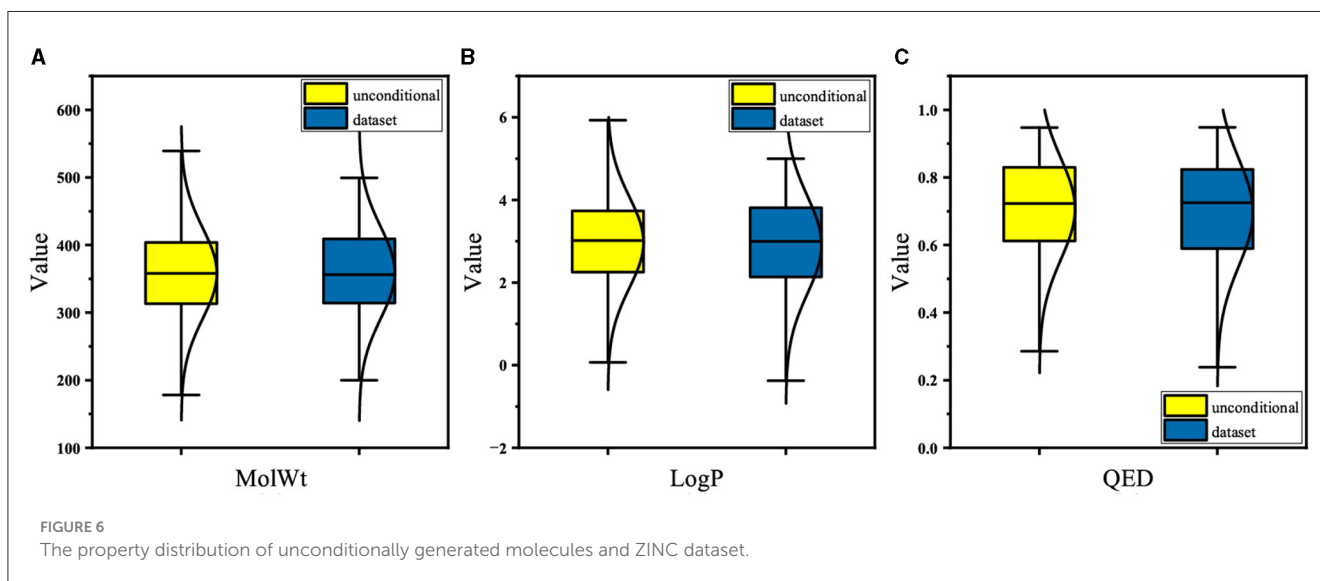 A
Value
600
500
400
300
200
100
unconditional
dataset
MolWt
B
Value
6
4
2
0
−2
unconditional
dataset
LogP
C
Value
1.0
0.8
0.6
0.4
0.2
0.0
unconditional
dataset
QED
FIGURE 6
The property distribution of unconditionally generated molecules and ZINC dataset.